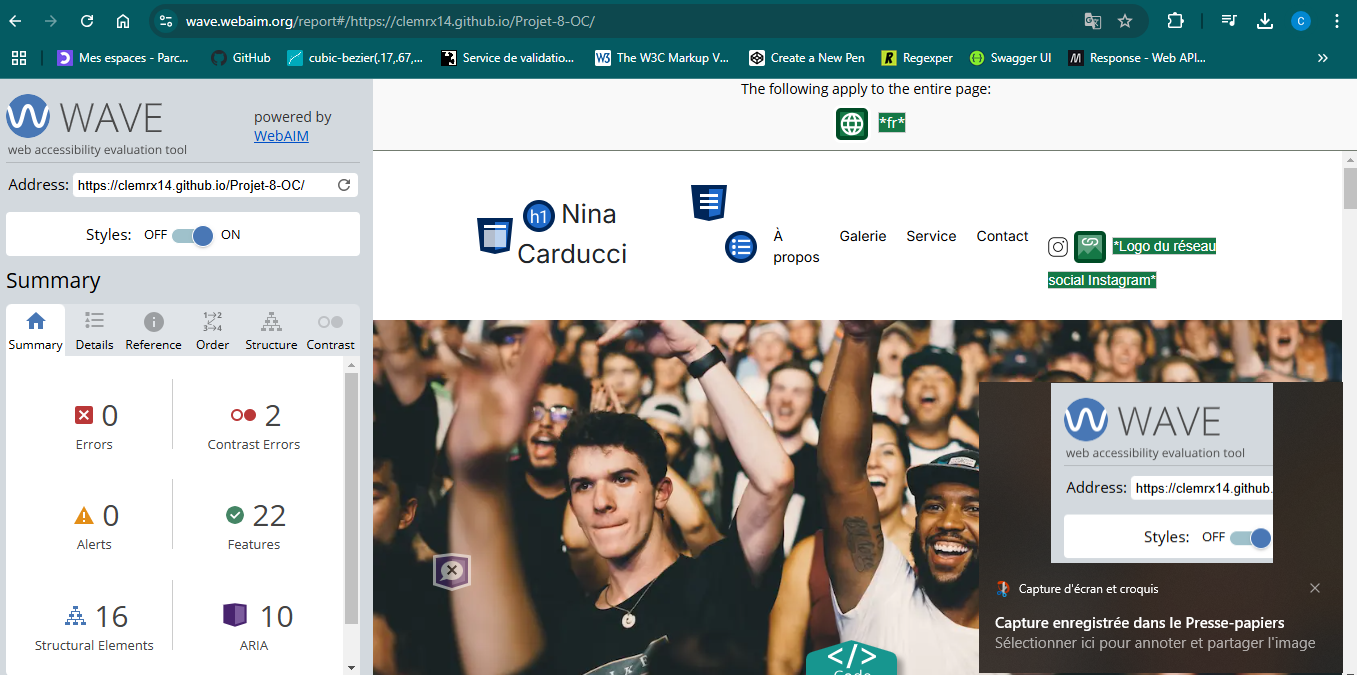 wave.webaim.org/report#/https://clemrx14.github.io/Projet-8-OC/
C
Mes espaces - Parc...
GitHub
cubic-bezier(.17,.67,...
Service de validatio...
The W3C Markup V...
Create a New Pen
Regexper
Swagger UI
Response - Web API...
WAVE
web accessibility evaluation tool
powered by
WebAIM
Address: https://clemrx14.github.io/Projet-8-OC/
Styles: OFF ON
Summary
Summary Details Reference Order Structure Contrast
0
Errors
2
Contrast Errors
0
Alerts
22
Features
16
Structural Elements
10
ARIA
The following apply to the entire page:
*fr*
h1 Nina
Carducci
À
propos
Galerie
Service
Contact
*Logo du réseau
social Instagram*
WAVE
web accessibility evaluation tool
Address: https://clemrx14.github.
Styles: OFF
Capture d'écran et croquis
Capture enregistrée dans le Presse-papiers
Sélectionner ici pour annoter et partager l'image
</>
Code